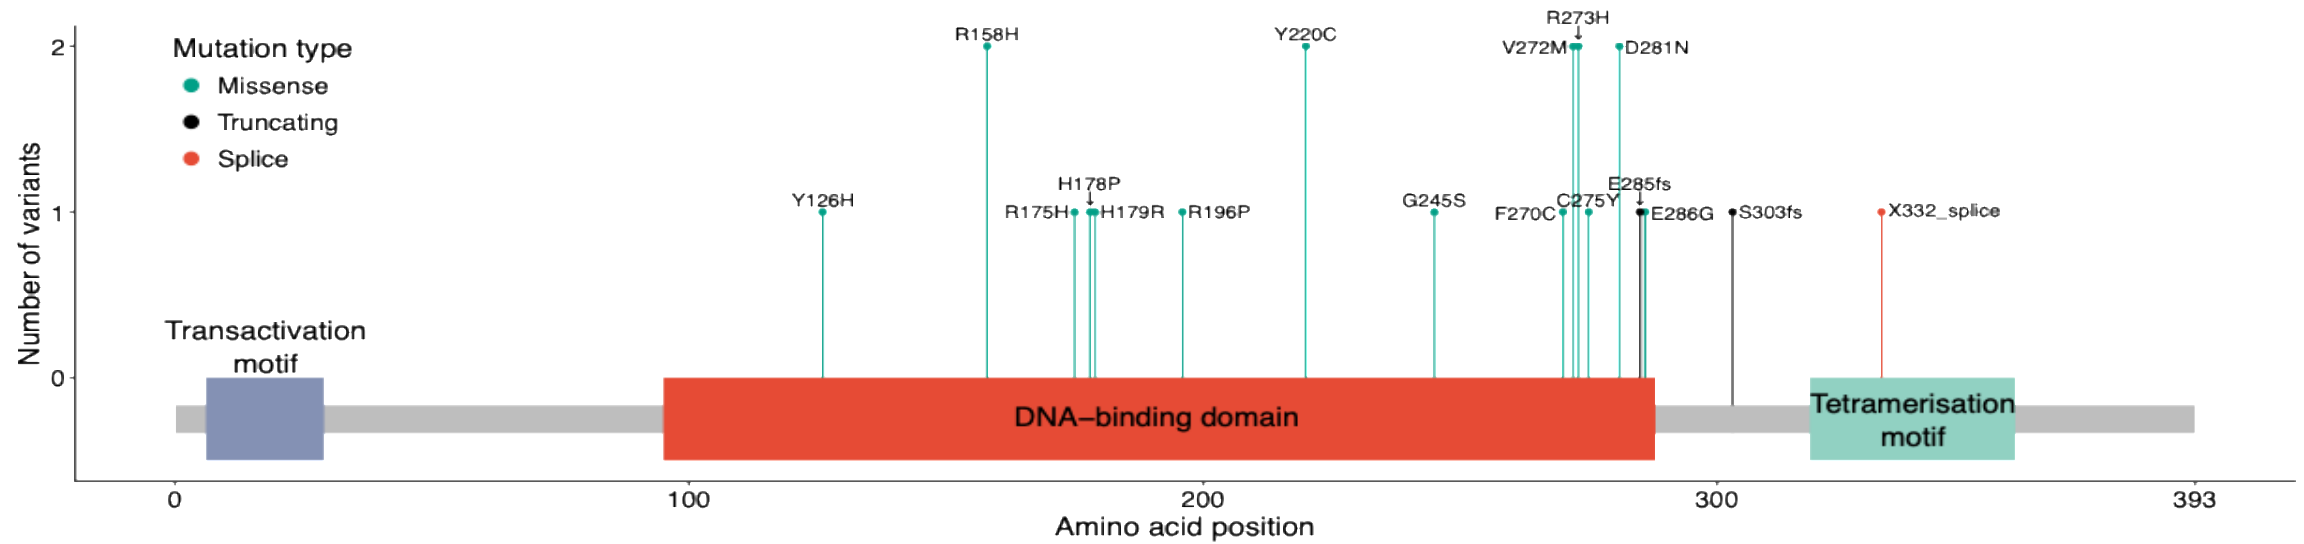 R273H
Mutation type
R158H
Y220C
V272M
D281N
2
Missense
Truncating
Splice
Number of variants
H178P
E285fs
Y126H
G245S
C275Y
1
R175H
H179R
R196P
F270C
E286G
S303fs
X332_splice
Transactivation
motif
0
DNA–binding domain
Tetramerisation
motif
0
100
200
300
393
Amino acid position